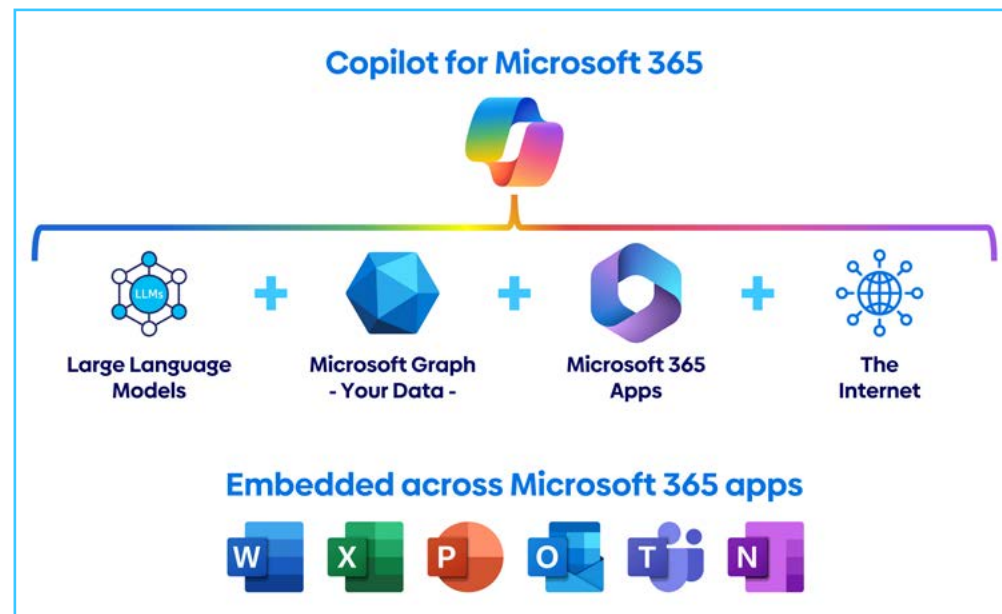 Copilot for Microsoft 365
LLMs
Large Language
Models
Microsoft Graph
- Your Data -
Microsoft 365
Apps
The
Internet
Embedded across Microsoft 365 apps
W X P O T N